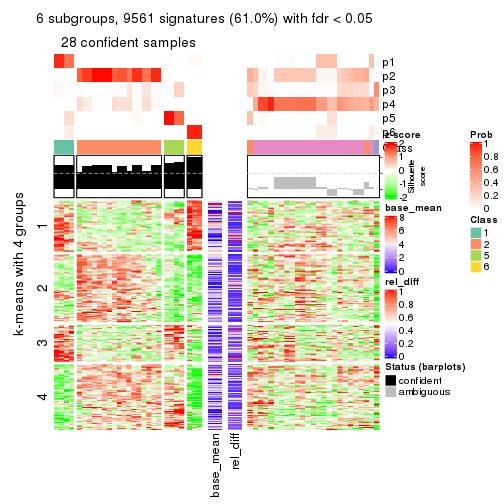 6 subgroups, 9561 signatures (61.0%) with fdr < 0.05
28 confident samples
p1
p2
p3
p4
p5
p6
Class
Silhouette
score
k-means with 4 groups
1
2
3
4
base_mean
rel_diff
z-score
2
1
0
-1
-2
base_mean
8
6
4
2
0
rel_diff
1
0.8
0.6
0.4
0.2
0
Status (barplots)
confident
ambiguous
Prob
1
0.8
0.6
0.4
0.2
0
Class
1
2
5
6